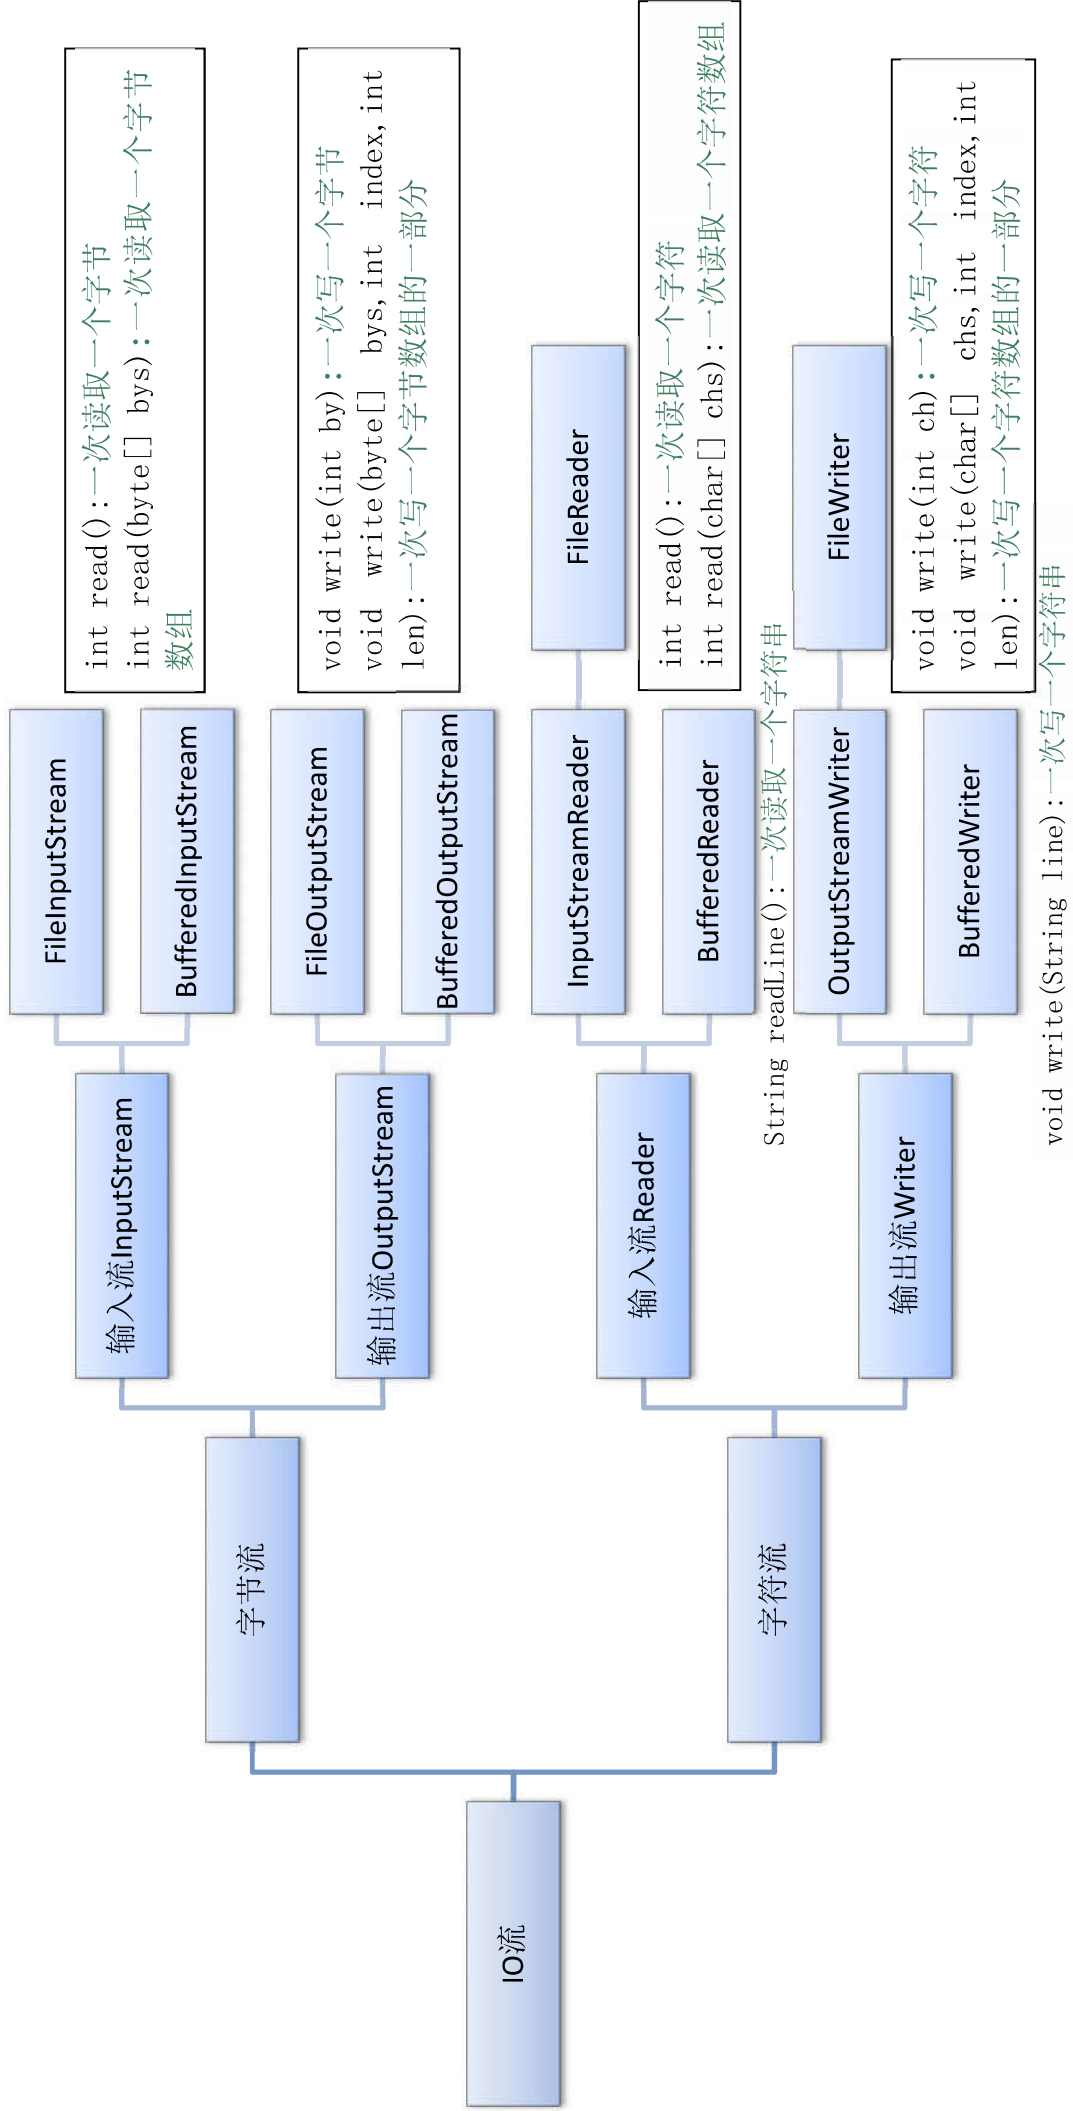 IO流
字节流
输入流InputStream
FileInputStream
BufferedInputStream
int read():一次读取一个字节
int read(byte[] bys):一次读取一个字节
数组
输出流OutputStream
FileOutputStream
BufferedOutputStream
void write(int by):一次写一个字节
void write(byte[] bys,int index,int
len):一次写一个字节数组的一部分
字符流
输入流Reader
InputStreamReader
FileReader
BufferedReader
int read():一次读取一个字符
int read(char[] chs):一次读取一个字符数组
String readLine():一次读取一个字符串
输出流Writer
OutputStreamWriter
FileWriter
BufferedWriter
void write(int ch):一次写一个字符
void write(char[] chs,int index,int
len):一次写一个字符数组的一部分
void write(String line):一次写一个字符串